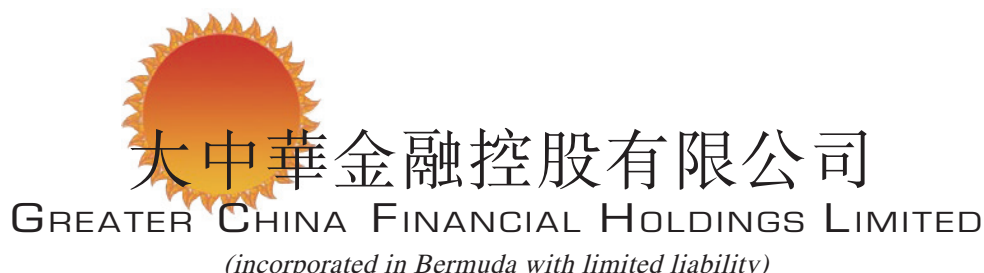 大中華金融控股有限公司
GREATER CHINA FINANCIAL HOLDINGS LIMITED
(incorporated in Bermuda with limited liability)